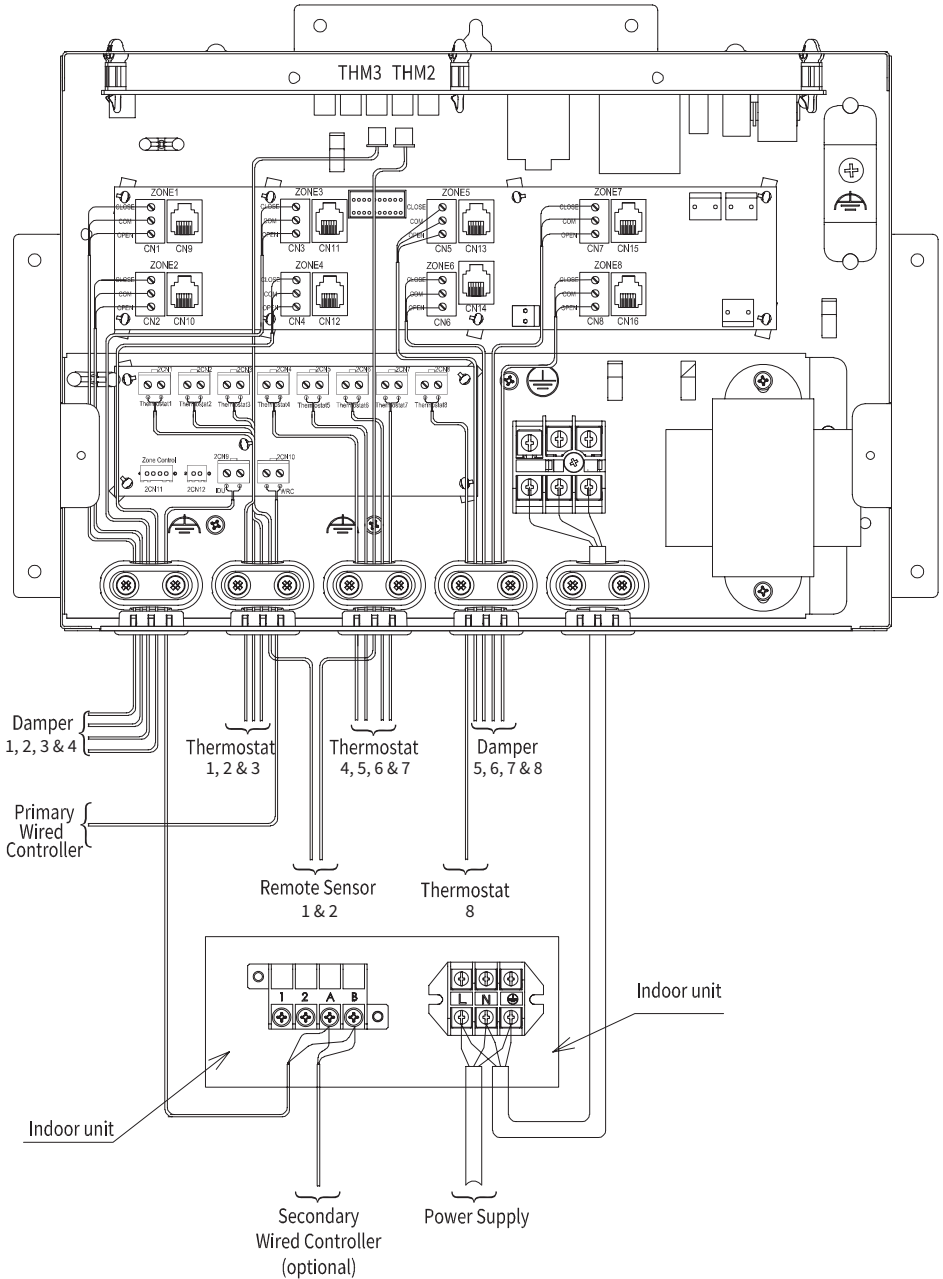 THM3 THM2
ZONE1 ZONE3 ZONE5 ZONE7
CLOSE CLOSE CLOSE CLOSE
COM COM COM COM
OPEN OPEN OPEN OPEN
CN1 CN9 CN3 CN11 CN5 CN13 CN7 CN15
ZONE2 ZONE4 ZONE6 ZONE8
CLOSE CLOSE CLOSE CLOSE
COM COM COM COM
OPEN OPEN OPEN OPEN
CN2 CN10 CN4 CN12 CN6 CN14 CN8 CN16
2CN1 2CN2 2CN3 2CN4 2CN5 2CN6 2CN7 2CN8
Thermostat1 Thermostat2 Thermostat3 Thermostat4 Thermostat5 Thermostat6 Thermostat7 Thermostat8
Zone Control 2CN9 2CN10
2CN11 2CN12 IDU WRC
Damper
1, 2, 3 & 4
Thermostat
1, 2 & 3
Thermostat
4, 5, 6 & 7
Damper
5, 6, 7 & 8
Primary
Wired
Controller
Remote Sensor
1 & 2
Thermostat
8
1 2 A B
L N
Indoor unit
Indoor unit
Secondary
Wired Controller
(optional)
Power Supply